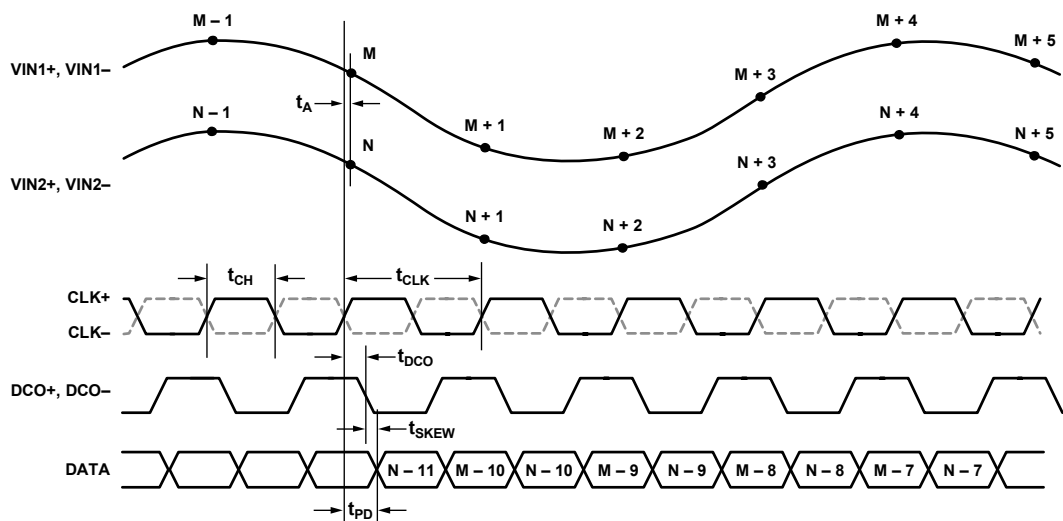 M – 1
M + 4
M + 5
M
VIN1+, VIN1–
M + 3
tA
N – 1
M + 1
M + 2
N + 4
N
N + 5
N + 3
VIN2+, VIN2–
N + 1
N + 2
tCH
tCLK
CLK+
CLK–
tDCO
DCO+, DCO–
tSKEW
DATA
N – 11 M – 10 N – 10 M – 9 N – 9 M – 8 N – 8 M – 7 N – 7
tPD